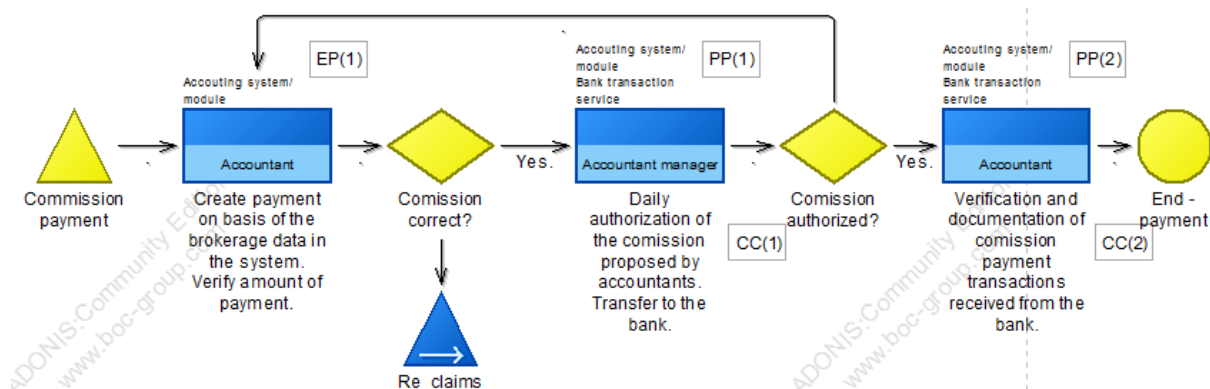 EP(1)
Accouting system/
module
Accouting system/
module
Bank transaction
service
PP(1)
Accouting system/
module
Bank transaction
service
PP(2)
Commission
payment
Accountant
Create payment
on basis of the
brokerage data in
the system.
Verify amount of
payment.
Comission
correct?
Yes.
Re claims
Accountant manager
Daily
authorization of
the comission
proposed by
accountants.
Transfer to the
bank.
CC(1)
Comission
authorized?
Yes.
Accountant
Verification and
documentation of
comission
payment
transactions
received from the
bank.
CC(2)
End -
payment
ADONIS:Community Edition
www.boc-group.com
ADONIS:Community Edition
www.boc-group.com